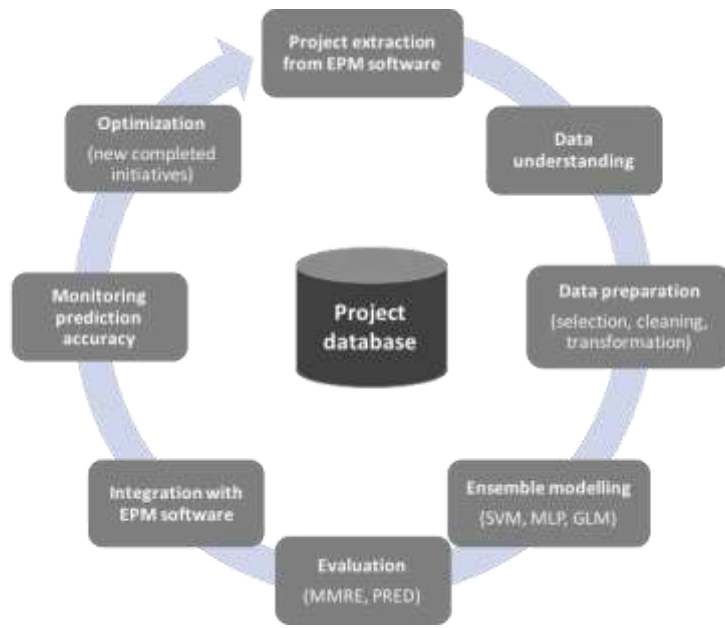 Project extraction
from EPM software
Data
understanding
Data preparation
(selection, cleaning,
transformation)
Ensemble modelling
(SVM, MLP, GLM)
Evaluation
(MMRE, PRED)
Integration with
EPM software
Monitoring
prediction
accuracy
Optimization
(new completed
initiatives)
Project
database